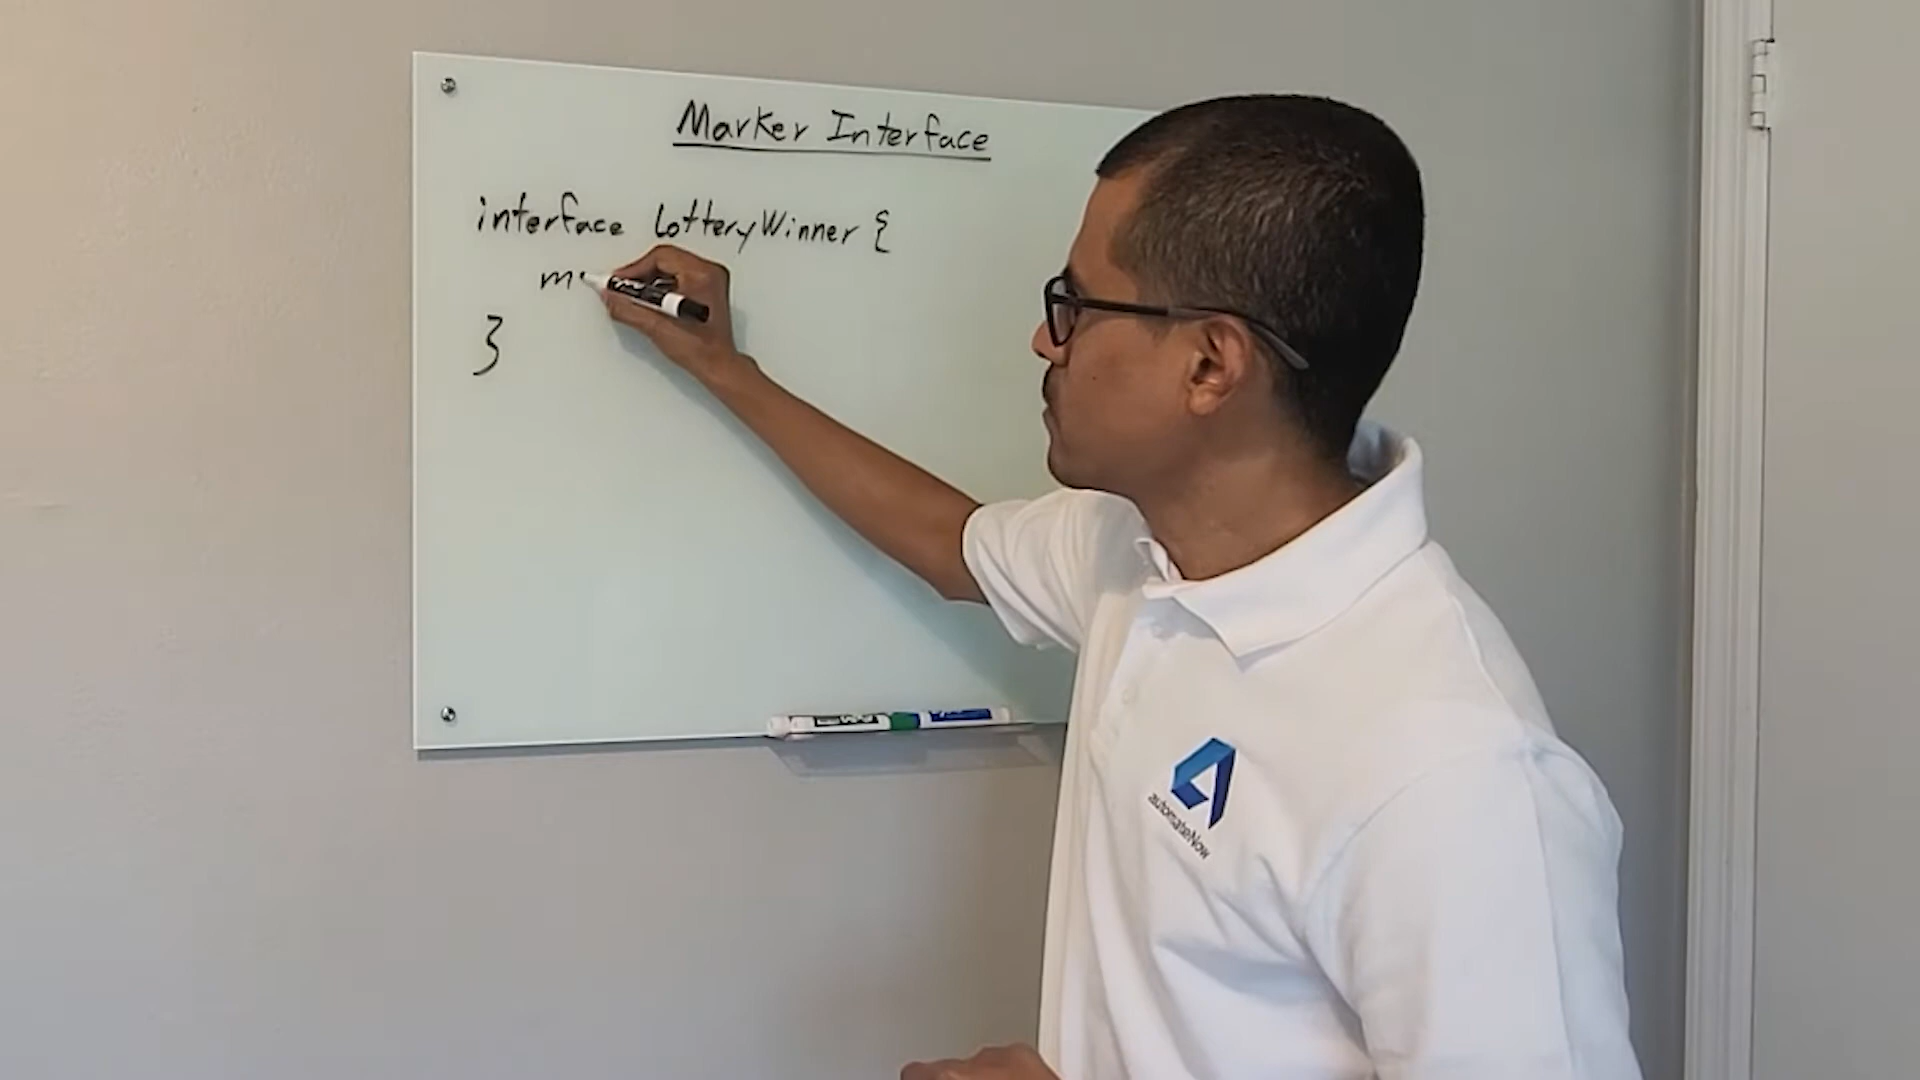 Marker Interface
interface LotteryWinner {
m
}
automateNow